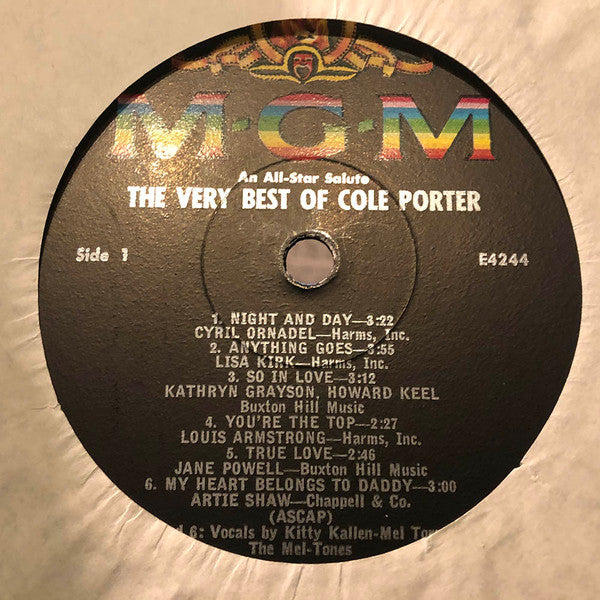 M·G·M
An All-Star Salute
THE VERY BEST OF COLE PORTER
Side 1
E4244
1. NIGHT AND DAY—3:22
CYRIL ORNADEL—Harms, Inc.
2. ANYTHING GOES—3:55
LISA KIRK—Harms, Inc.
3. SO IN LOVE—3:12
KATHRYN GRAYSON, HOWARD KEEL
Buxton Hill Music
4. YOU'RE THE TOP—2:27
LOUIS ARMSTRONG—Harms, Inc.
5. TRUE LOVE—2:46
JANE POWELL—Buxton Hill Music
6. MY HEART BELONGS TO DADDY—3:00
ARTIE SHAW—Chappell & Co.
(ASCAP)
6: Vocals by Kitty Kallen-Mel
The Mel-Tones